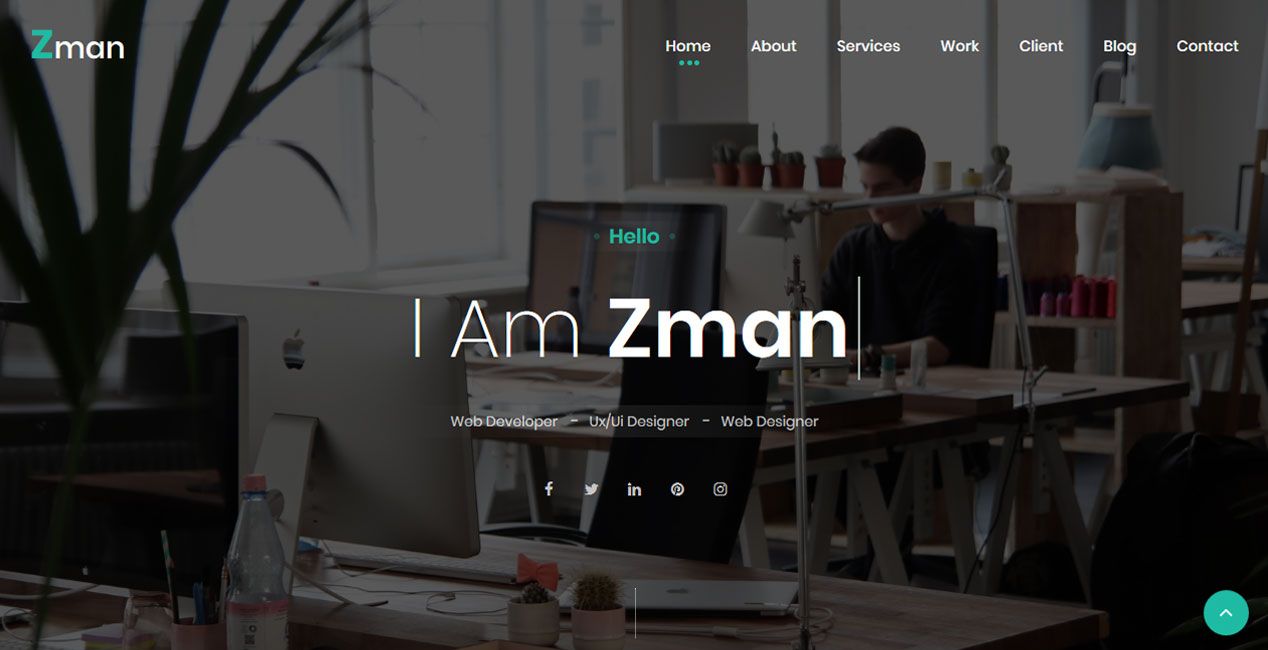 Zman
Home About Services Work Client Blog Contact
Hello
I Am Zman
Web Developer - Ux/Ui Designer - Web Designer